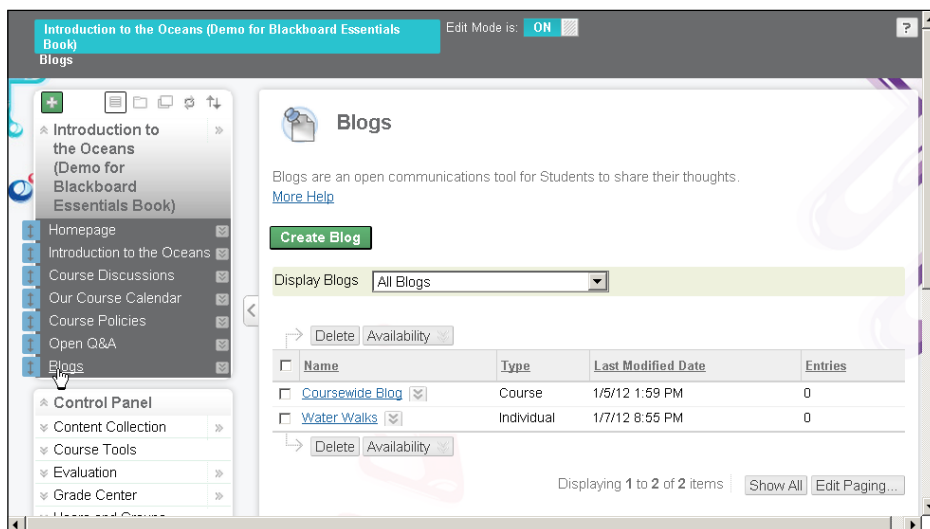 Introduction to the Oceans (Demo for Blackboard Essentials
Book)
Blogs
Edit Mode is: ON
?
Introduction to
the Oceans
(Demo for
Blackboard
Essentials Book)
Homepage
Introduction to the Oceans
Course Discussions
Our Course Calendar
Course Policies
Open Q&A
Blogs
Control Panel
Content Collection
Course Tools
Evaluation
Grade Center
Users and Groups
Blogs
Blogs are an open communications tool for Students to share their thoughts.
More Help
Create Blog
Display Blogs All Blogs
Delete Availability
Name Type Last Modified Date Entries
Coursewide Blog Course 1/5/12 1:59 PM 0
Water Walks Individual 1/7/12 8:55 PM 0
Delete Availability
Displaying 1 to 2 of 2 items Show All Edit Paging...